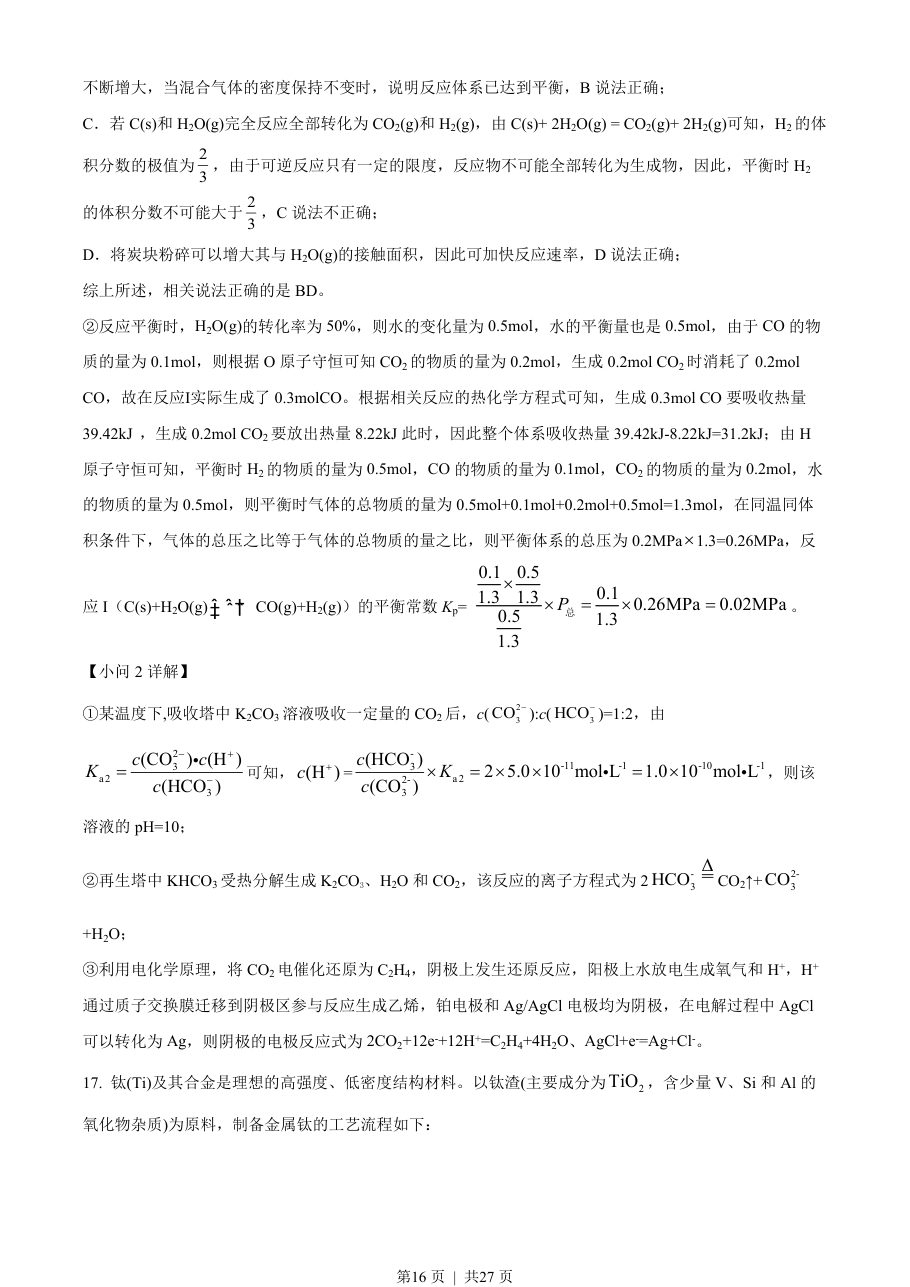 不断增大，当混合气体的密度保持不变时，说明反应体系已达到平衡，B 说法正确；
C．若 C(s)和 H₂O(g)完全反应全部转化为 CO₂(g)和 H₂(g)，由 C(s)+ 2H₂O(g) = CO₂(g)+ 2H₂(g)可知，H₂ 的体
积分数的极值为 2/3 ，由于可逆反应只有一定的限度，反应物不可能全部转化为生成物，因此，平衡时 H₂
的体积分数不可能大于 2/3 ，C 说法不正确；
D．将炭块粉碎可以增大其与 H₂O(g)的接触面积，因此可加快反应速率，D 说法正确；
综上所述，相关说法正确的是 BD。
②反应平衡时，H₂O(g)的转化率为 50%，则水的变化量为 0.5mol，水的平衡量也是 0.5mol，由于 CO 的物
质的量为 0.1mol，则根据 O 原子守恒可知 CO₂ 的物质的量为 0.2mol，生成 0.2mol CO₂ 时消耗了 0.2mol
CO，故在反应Ⅰ实际生成了 0.3molCO。根据相关反应的热化学方程式可知，生成 0.3mol CO 要吸收热量
39.42kJ ，生成 0.2mol CO₂ 要放出热量 8.22kJ 此时，因此整个体系吸收热量 39.42kJ-8.22kJ=31.2kJ；由 H
原子守恒可知，平衡时 H₂ 的物质的量为 0.5mol，CO 的物质的量为 0.1mol，CO₂ 的物质的量为 0.2mol，水
的物质的量为 0.5mol，则平衡时气体的总物质的量为 0.5mol+0.1mol+0.2mol+0.5mol=1.3mol，在同温同体
积条件下，气体的总压之比等于气体的总物质的量之比，则平衡体系的总压为 0.2MPa×1.3=0.26MPa，反
应 I（C(s)+H₂O(g)‡ˆˆ† CO(g)+H₂(g)）的平衡常数 Kp= (0.1/1.3 × 0.5/1.3)/(0.5/1.3) × P总 = 0.1/1.3 × 0.26MPa = 0.02MPa 。
【小问 2 详解】
①某温度下,吸收塔中 K₂CO₃ 溶液吸收一定量的 CO₂ 后，c(CO₃²⁻):c(HCO₃⁻)=1:2，由
Ka2 = c(CO₃²⁻)•c(H⁺)/c(HCO₃⁻) 可知，c(H⁺) = c(HCO₃⁻)/c(CO₃²⁻) × Ka2 = 2×5.0×10⁻¹¹mol•L⁻¹ = 1.0×10⁻¹⁰mol•L⁻¹，则该
溶液的 pH=10；
②再生塔中 KHCO₃ 受热分解生成 K₂CO₃、H₂O 和 CO₂，该反应的离子方程式为 2 HCO₃⁻ =(Δ) CO₂↑+ CO₃²⁻
+H₂O；
③利用电化学原理，将 CO₂ 电催化还原为 C₂H₄，阴极上发生还原反应，阳极上水放电生成氧气和 H⁺，H⁺
通过质子交换膜迁移到阴极区参与反应生成乙烯，铂电极和 Ag/AgCl 电极均为阴极，在电解过程中 AgCl
可以转化为 Ag，则阴极的电极反应式为 2CO₂+12e⁻+12H⁺=C₂H₄+4H₂O、AgCl+e⁻=Ag+Cl⁻。
17. 钛(Ti)及其合金是理想的高强度、低密度结构材料。以钛渣(主要成分为TiO₂，含少量 V、Si 和 Al 的
氧化物杂质)为原料，制备金属钛的工艺流程如下：
第16 页 | 共27 页